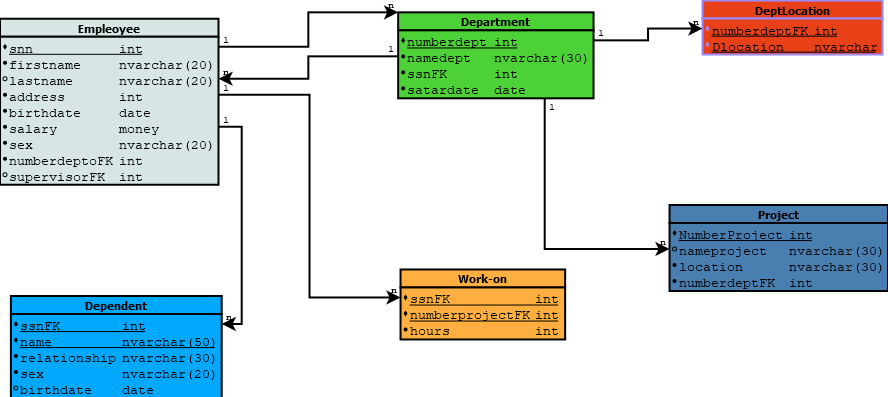 Empleoyee
snn int
firstname nvarchar(20)
lastname nvarchar(20)
address int
birthdate date
salary money
sex nvarchar(20)
numberdeptoFK int
supervisorFK int
Department
numberdept int
namedept nvarchar(30)
ssnFK int
satardate date
DeptLocation
numberdeptFK int
Dlocation nvarchar
Project
NumberProject int
nameproject nvarchar(30)
location nvarchar(30)
numberdeptFK int
Work-on
ssnFK int
numberprojectFK int
hours int
Dependent
ssnFK int
name nvarchar(50)
relationship nvarchar(30)
sex nvarchar(20)
birthdate date
1
n
1
n
1
n
1
n
1
n
1
n